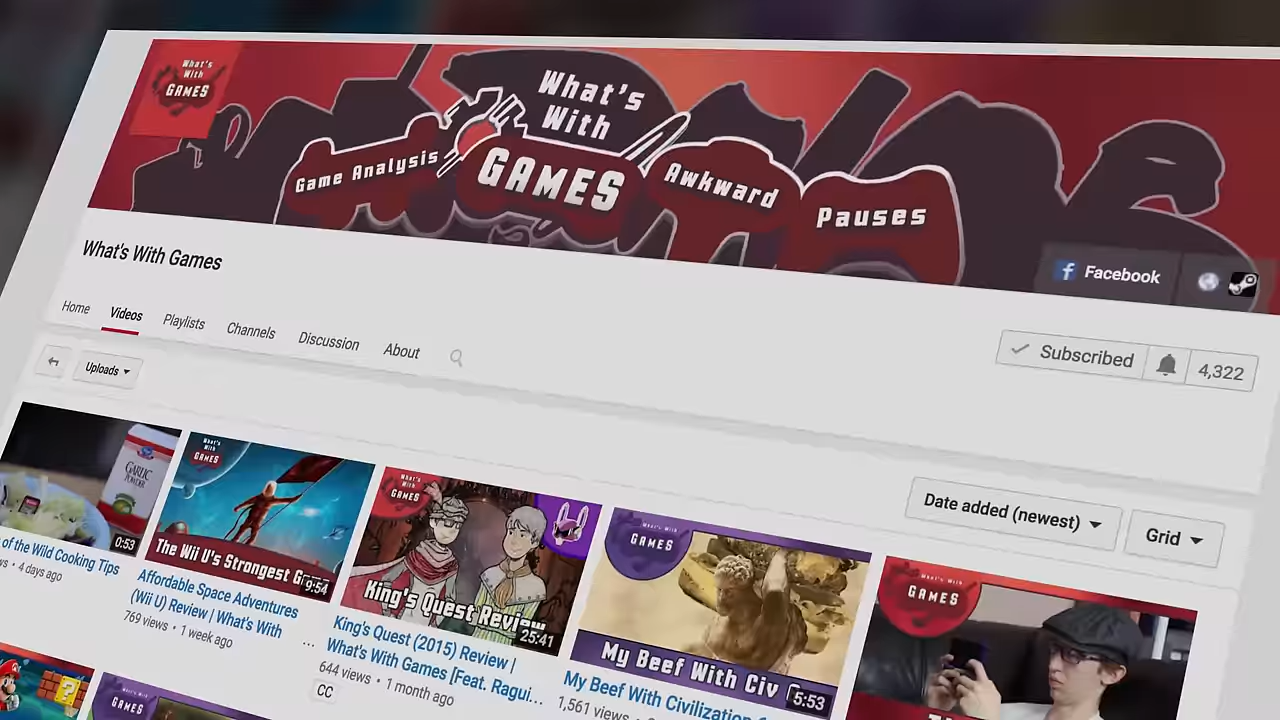 What's
With
GAMES
What's
With
Game Analysis
GAMES
Awkward
Pauses
Facebook
What's With Games
Home
Videos
Playlists
Channels
Discussion
About
Subscribed
4,322
Uploads
Date added (newest)
Grid
GARLIC
POWDER
0:53
of the Wild Cooking Tips
4 days ago
What's
With
GAMES
The Wii U's Strongest
9:54
Affordable Space Adventures
(Wii U) Review | What's With
...
769 views • 1 week ago
What's With
GAMES
King's Quest Review
25:41
King's Quest (2015) Review |
What's With Games [Feat. Ragui...
644 views • 1 month ago
CC
What's With
GAMES
My Beef With Civ
5:53
My Beef With Civilization
1,561 views
What's With
GAMES
What's With
GAMES